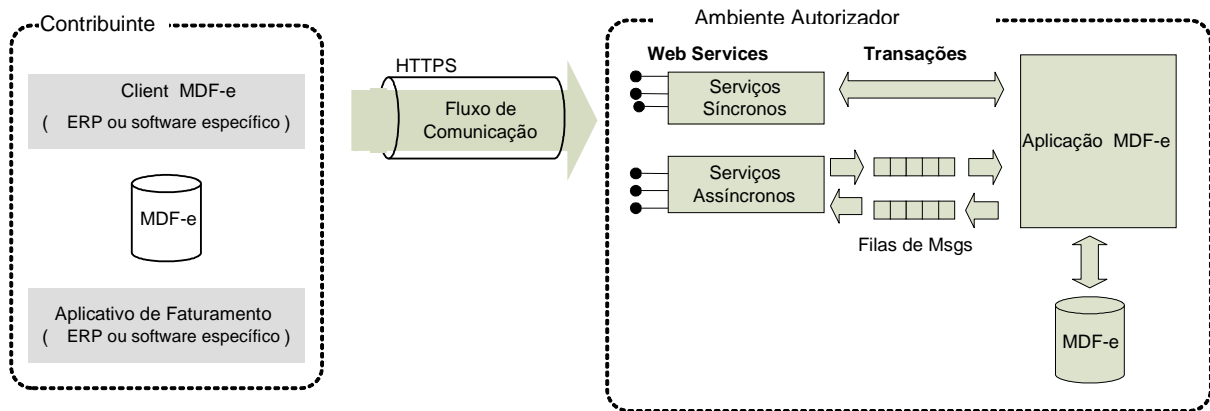 Contribuinte
Client MDF-e
( ERP ou software específico )
MDF-e
Aplicativo de Faturamento
( ERP ou software específico )
HTTPS
Fluxo de
Comunicação
Ambiente Autorizador
Web Services
Transações
Serviços
Síncronos
Serviços
Assíncronos
Filas de Msgs
Aplicação MDF-e
MDF-e